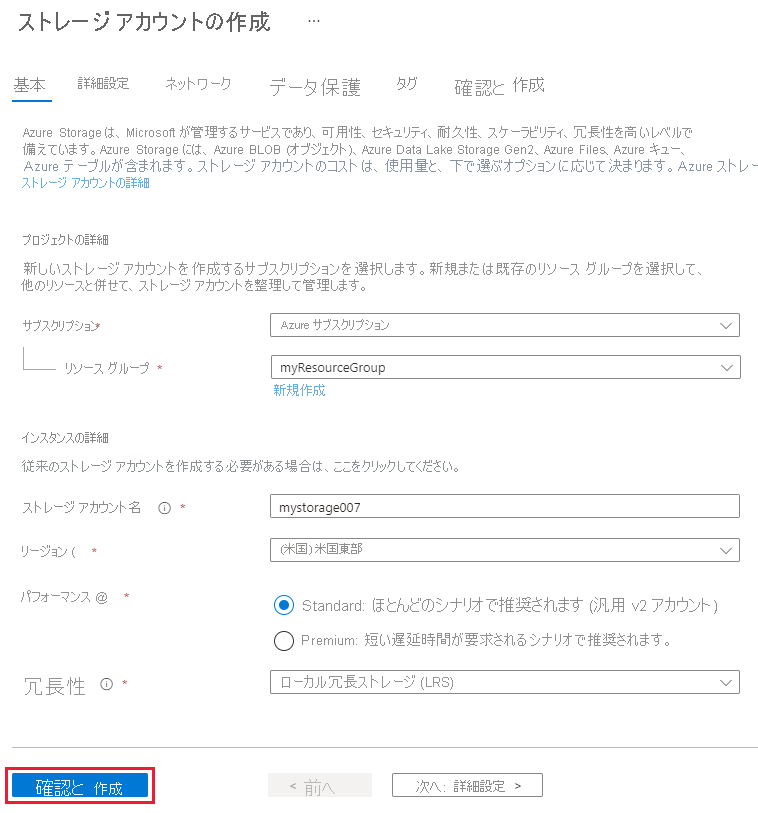 ストレージ アカウントの作成 ...
基本 詳細設定 ネットワーク データ保護 タグ 確認と 作成
Azure Storage は、Microsoft が管理するサービスであり、可用性、セキュリティ、耐久性、スケーラビリティ、冗長性を高いレベルで
備えています。Azure Storage には、Azure BLOB (オブジェクト)、Azure Data Lake Storage Gen2、Azure Files、Azure キュー、
Azure テーブルが含まれます。ストレージ アカウントのコストは、使用量と、下で選ぶオプションに応じて決まります。Azure ストレー
ストレージ アカウントの詳細
プロジェクトの詳細
新しいストレージ アカウントを作成するサブスクリプションを選択します。新規または既存のリソース グループを選択して、
他のリソースと併せて、ストレージ アカウントを整理して管理します。
サブスクリプション* Azure サブスクリプション
リソース グループ * myResourceGroup
新規作成
インスタンスの詳細
従来のストレージ アカウントを作成する必要がある場合は、ここをクリックしてください。
ストレージ アカウント名 * mystorage007
リージョン ( * (米国) 米国東部
パフォーマンス @ * Standard: ほとんどのシナリオで推奨されます (汎用 v2 アカウント)
Premium: 短い遅延時間が要求されるシナリオで推奨されます。
冗長性 * ローカル冗長ストレージ (LRS)
確認と 作成 < 前へ 次へ: 詳細設定 >